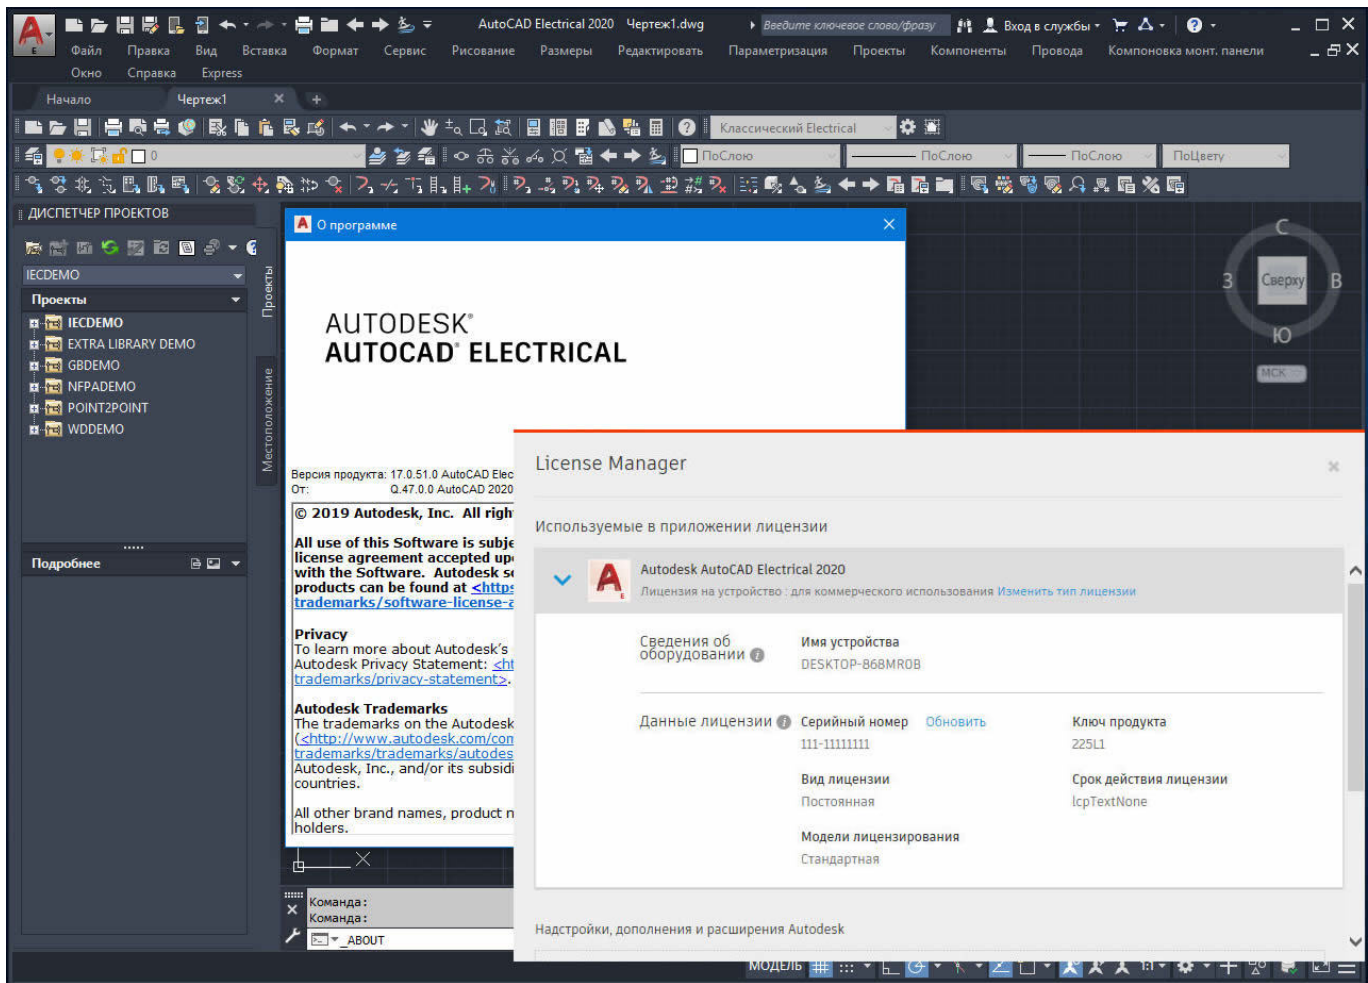 AutoCAD Electrical 2020 Чертеж1.dwg
Введите ключевое слово/фразу
Вход в службы
Файл Правка Вид Вставка Формат Сервис Рисование Размеры Редактировать Параметризация Проекты Компоненты Провода Компоновка монт. панели
Окно Справка Express
Начало Чертеж1
Классический Electrical
0 ПоСлою ПоСлою ПоСлою ПоЦвету
ДИСПЕТЧЕР ПРОЕКТОВ
IECDEMO
Проекты
IECDEMO
EXTRA LIBRARY DEMO
GBDEMO
NFPADEMO
POINT2POINT
WDDEMO
Проекты
Местоположение
Подробнее
О программе
AUTODESK®
AUTOCAD® ELECTRICAL
Версия продукта: 17.0.51.0 AutoCAD Elec
От: Q.47.0.0 AutoCAD 2020
© 2019 Autodesk, Inc. All righ
All use of this Software is subje
license agreement accepted up
with the Software. Autodesk s
products can be found at <https
trademarks/software-license-a
Privacy
To learn more about Autodesk's
Autodesk Privacy Statement: <ht
trademarks/privacy-statement>.
Autodesk Trademarks
The trademarks on the Autodesk
(<http://www.autodesk.com/com
trademarks/trademarks/autodes
Autodesk, Inc., and/or its subsidi
countries.
All other brand names, product n
holders.
С
З Сверху В
Ю
МСК
License Manager
Используемые в приложении лицензии
Autodesk AutoCAD Electrical 2020
Лицензия на устройство : для коммерческого использования Изменить тип лицензии
Сведения об
оборудовании
Имя устройства
DESKTOP-868MR0B
Данные лицензии
Серийный номер Обновить Ключ продукта
111-11111111 225L1
Вид лицензии Срок действия лицензии
Постоянная lcpTextNone
Модели лицензирования
Стандартная
Надстройки, дополнения и расширения Autodesk
Команда:
Команда:
_ABOUT
МОДЕЛЬ
1:1